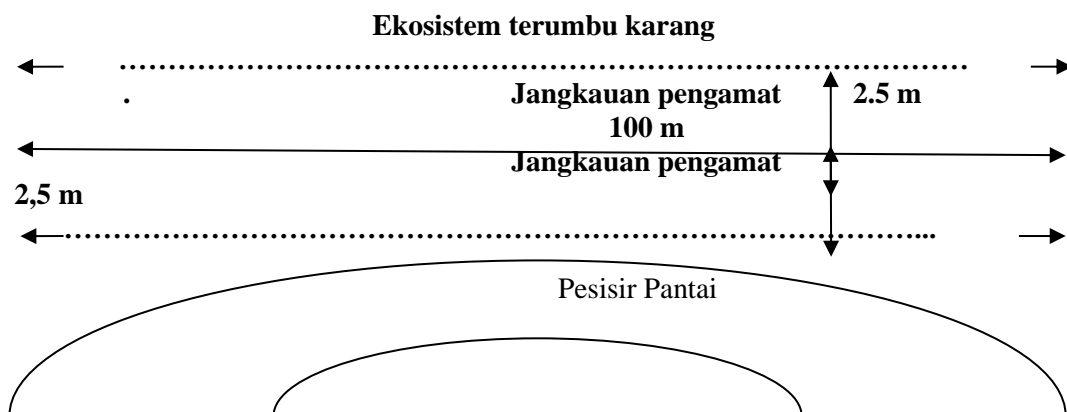 Ekosistem terumbu karang
Jangkauan pengamat 2.5 m
100 m
Jangkauan pengamat
2,5 m
Pesisir Pantai